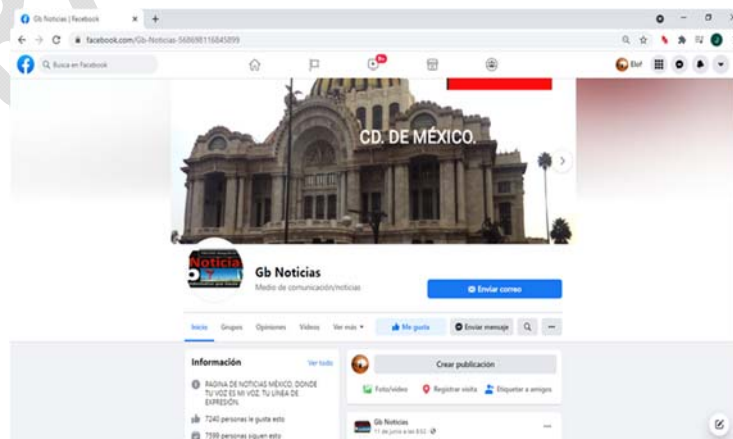 Gb Noticias | Facebook
facebook.com/Gb-Noticias-568698116845899
Busca en Facebook
9+
Elof
CD. DE MÉXICO.
Noticia
Gb Noticias
Medio de comunicación/noticias
Enviar correo
Inicio Grupos Opiniones Videos Ver más Me gusta Enviar mensaje
Información Ver todo
PAGINA DE NOTICIAS MÉXICO. DONDE
TU VOZ ES MI VOZ. TU LINEA DE
EXPRESIÓN.
7240 personas le gusta esto
7599 personas siguen esto
Crear publicación
Foto/video Registrar visita Etiquetar a amigos
Gb Noticias